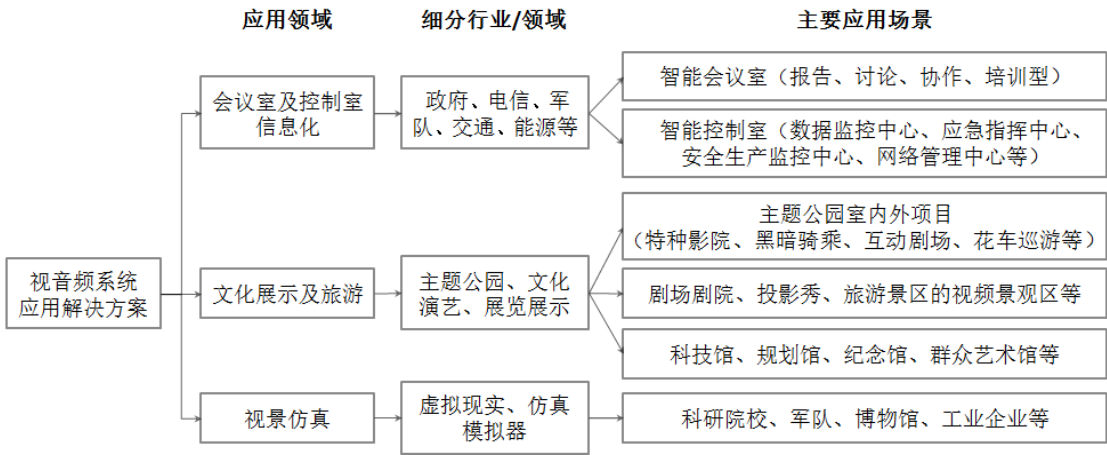 应用领域
细分行业/领域
主要应用场景
会议室及控制室
信息化
政府、电信、军
队、交通、能源等
智能会议室（报告、讨论、协作、培训型）
智能控制室（数据监控中心、应急指挥中心、
安全生产监控中心、网络管理中心等）
视音频系统
应用解决方案
文化展示及旅游
主题公园、文化
演艺、展览展示
主题公园室内外项目
（特种影院、黑暗骑乘、互动剧场、花车巡游等）
剧场剧院、投影秀、旅游景区的视频景观区等
科技馆、规划馆、纪念馆、群众艺术馆等
视景仿真
虚拟现实、仿真
模拟器
科研院校、军队、博物馆、工业企业等